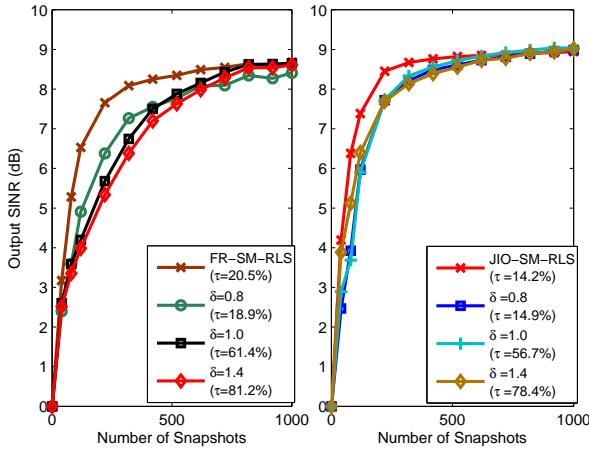 10
9
8
7
6
5
4
3
2
1
0
Output SINR (dB)
0 500 1000
Number of Snapshots
FR−SM−RLS
(τ=20.5%)
δ=0.8
(τ=18.9%)
δ=1.0
(τ=61.4%)
δ=1.4
(τ=81.2%)
10
9
8
7
6
5
4
3
2
1
0
0 500 1000
Number of Snapshots
JIO−SM−RLS
(τ=14.2%)
δ=0.8
(τ=14.9%)
δ=1.0
(τ=56.7%)
δ=1.4
(τ=78.4%)